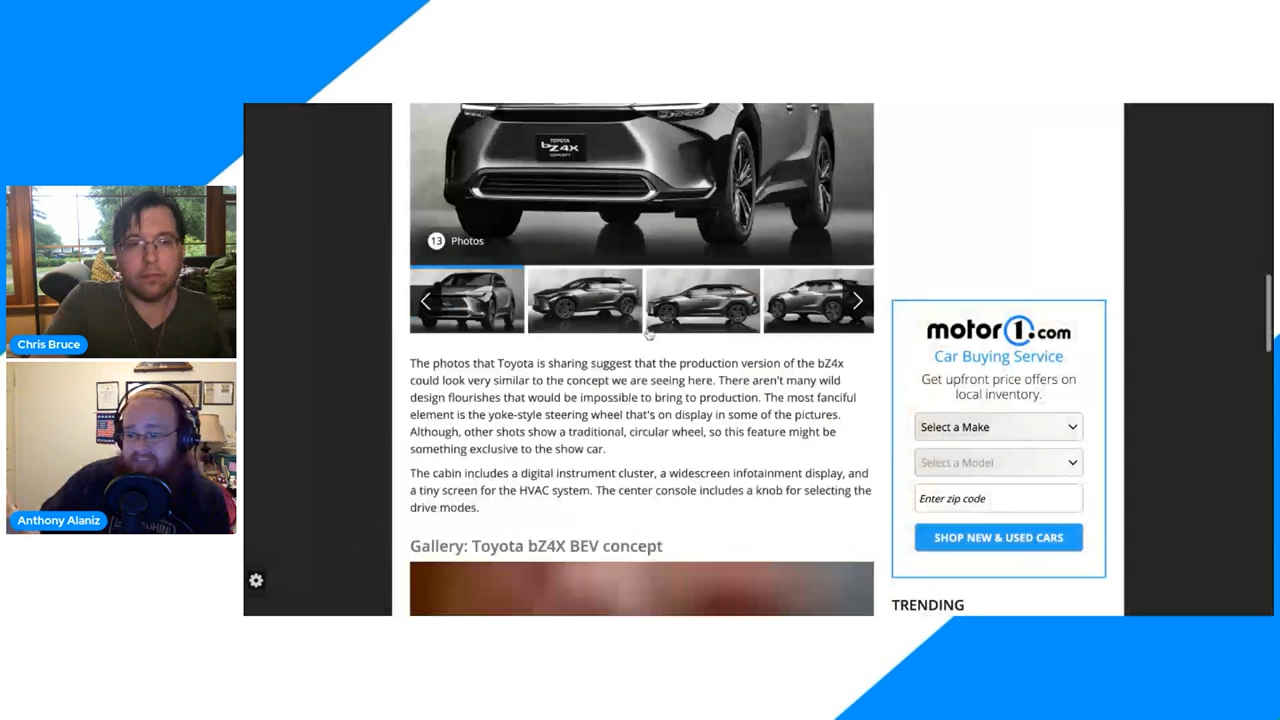 TOYOTA
bZ4X
CONCEPT
13 Photos
The photos that Toyota is sharing suggest that the production version of the bZ4x
could look very similar to the concept we are seeing here. There aren't many wild
design flourishes that would be impossible to bring to production. The most fanciful
element is the yoke-style steering wheel that's on display in some of the pictures.
Although, other shots show a traditional, circular wheel, so this feature might be
something exclusive to the show car.
The cabin includes a digital instrument cluster, a widescreen infotainment display, and
a tiny screen for the HVAC system. The center console includes a knob for selecting the
drive modes.
Gallery: Toyota bZ4X BEV concept
motor1.com
Car Buying Service
Get upfront price offers on
local inventory.
Select a Make
Select a Model
Enter zip code
SHOP NEW & USED CARS
TRENDING
Chris Bruce
Anthony Alaniz